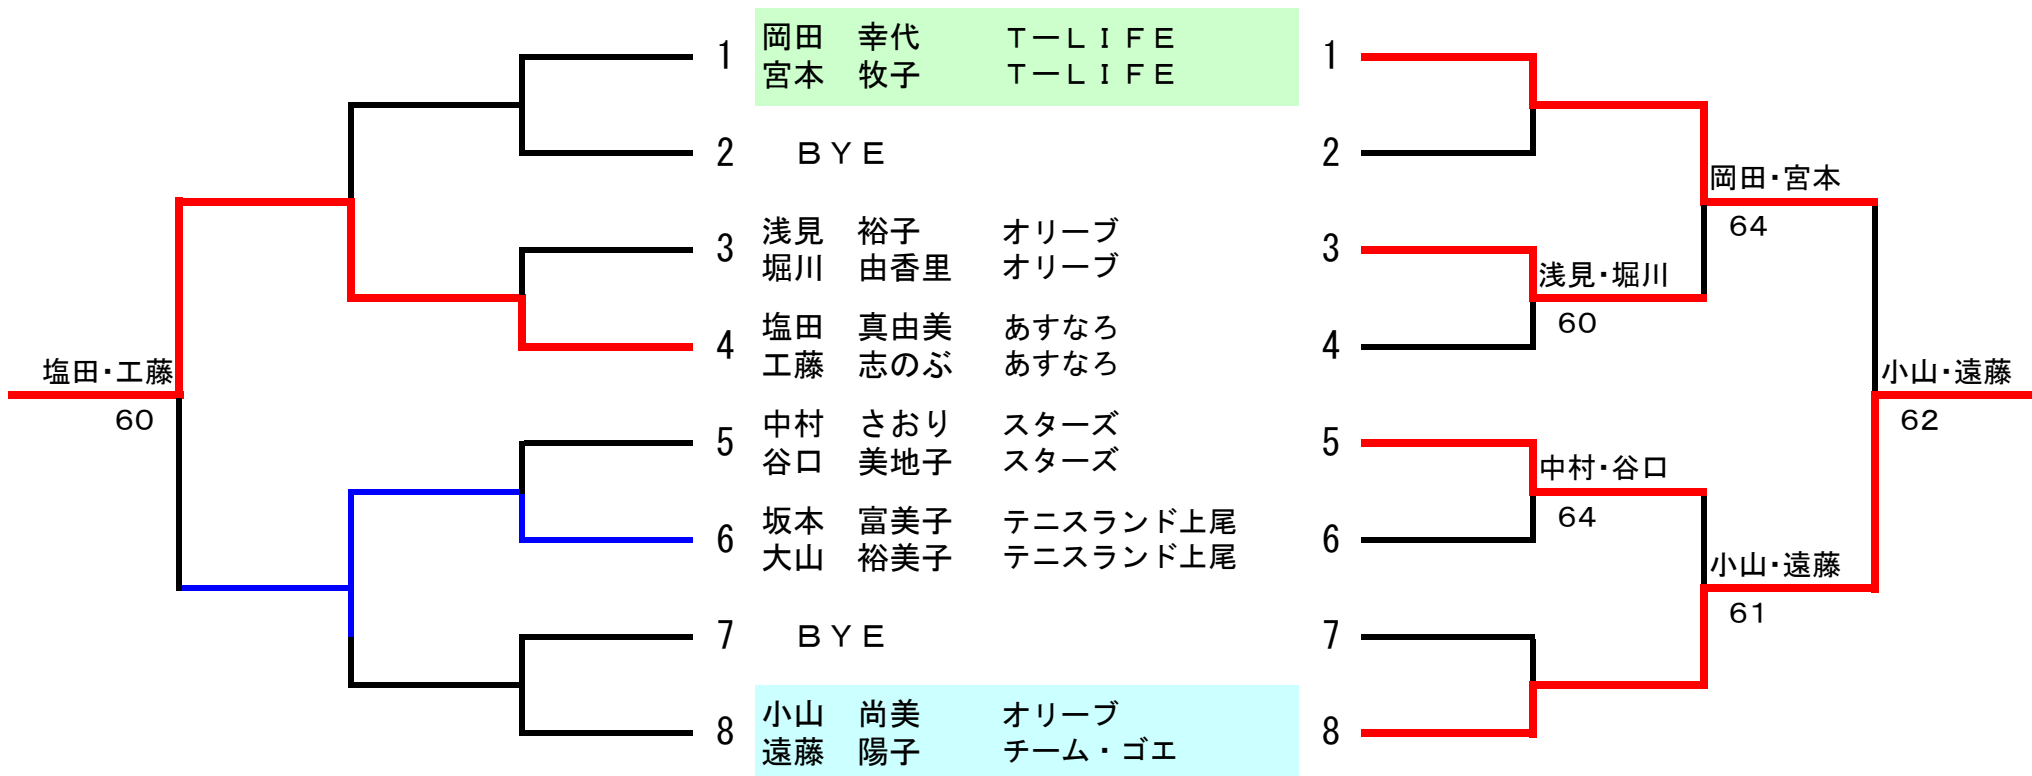 1 岡田 幸代 Ｔ－ＬＩＦＥ 1
宮本 牧子 Ｔ－ＬＩＦＥ
2 ＢＹＥ 2
岡田・宮本
64
3 浅見 裕子 オリーブ 3
堀川 由香里 オリーブ
浅見・堀川
60
4 塩田 真由美 あすなろ 4
工藤 志のぶ あすなろ
塩田・工藤
60
小山・遠藤
62
5 中村 さおり スターズ 5
谷口 美地子 スターズ
中村・谷口
64
6 坂本 富美子 テニスランド上尾 6
大山 裕美子 テニスランド上尾
小山・遠藤
61
7 ＢＹＥ 7
8 小山 尚美 オリーブ 8
遠藤 陽子 チーム・ゴエ